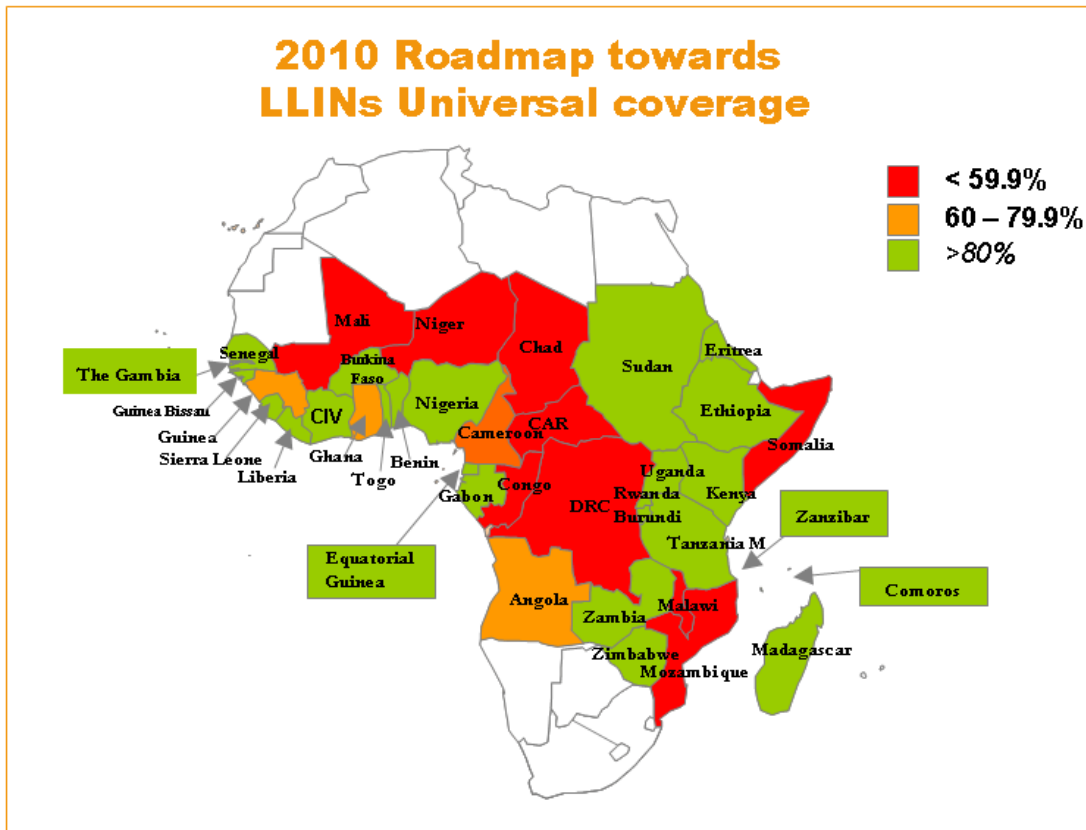 2010 Roadmap towards
LLINs Universal coverage
< 59.9%
60 – 79.9%
>80%
Mali
Niger
Chad
Sudan
Eritrea
Senegal
The Gambia
Burkina
Faso
Nigeria
Ethiopia
Guinea Bissau
CIV
Cameroon
CAR
Somalia
Guinea
Sierra Leone
Ghana
Benin
Liberia
Togo
Uganda
Gabon
Congo
Rwanda
Kenya
DRC
Burundi
Zanzibar
Tanzania M
Equatorial
Guinea
Comoros
Angola
Malawi
Zambia
Zimbabwe
Madagascar
Mozambique